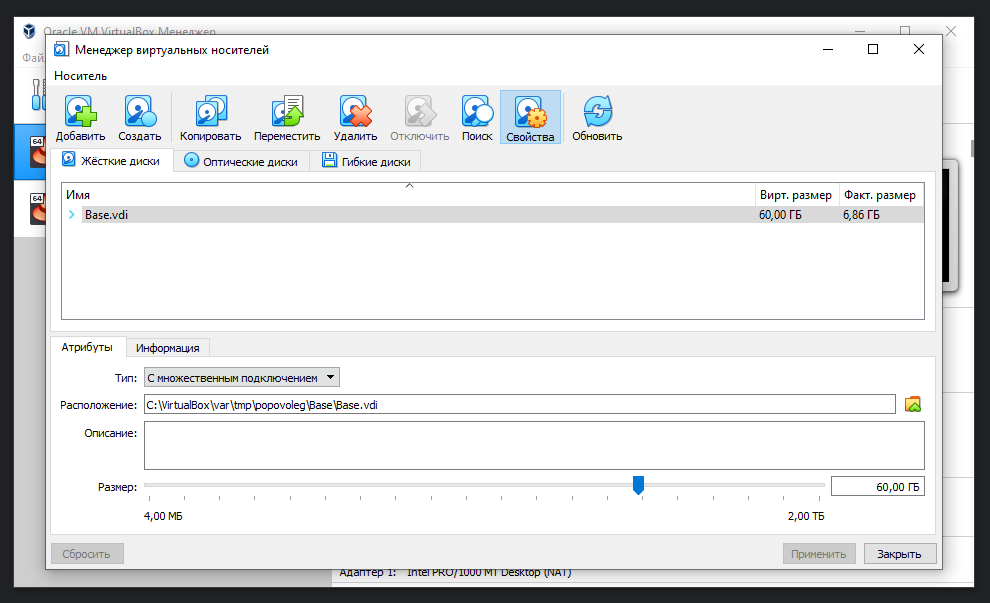 Oracle VM VirtualBox Менеджер
Менеджер виртуальных носителей
Файл
Носитель
Добавить Создать Копировать Переместить Удалить Отключить Поиск Свойства Обновить
64
Жёсткие диски Оптические диски Гибкие диски
Имя Вирт. размер Факт. размер
64
Base.vdi 60,00 ГБ 6,86 ГБ
Атрибуты Информация
Тип: С множественным подключением
Расположение: C:\VirtualBox\var\tmp\popovoleg\Base\Base.vdi
Описание:
Размер: 60,00 ГБ
4,00 МБ 2,00 ТБ
Сбросить Применить Закрыть
Адаптер 1: Intel PRO/1000 MT Desktop (NAT)